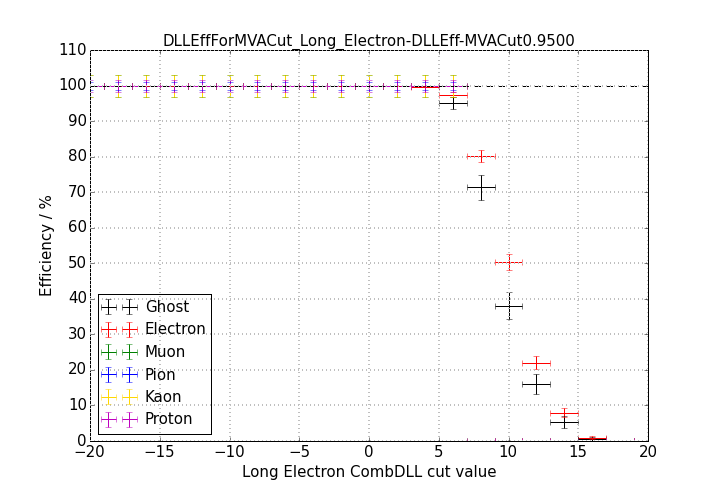 DLLEffForMVACut_Long_Electron-DLLEff-MVACut0.9500
110
100
90
80
70
60
50
40
30
20
10
0
Efficiency / %
Ghost
Electron
Muon
Pion
Kaon
Proton
−20 −15 −10 −5 0 5 10 15 20
Long Electron CombDLL cut value